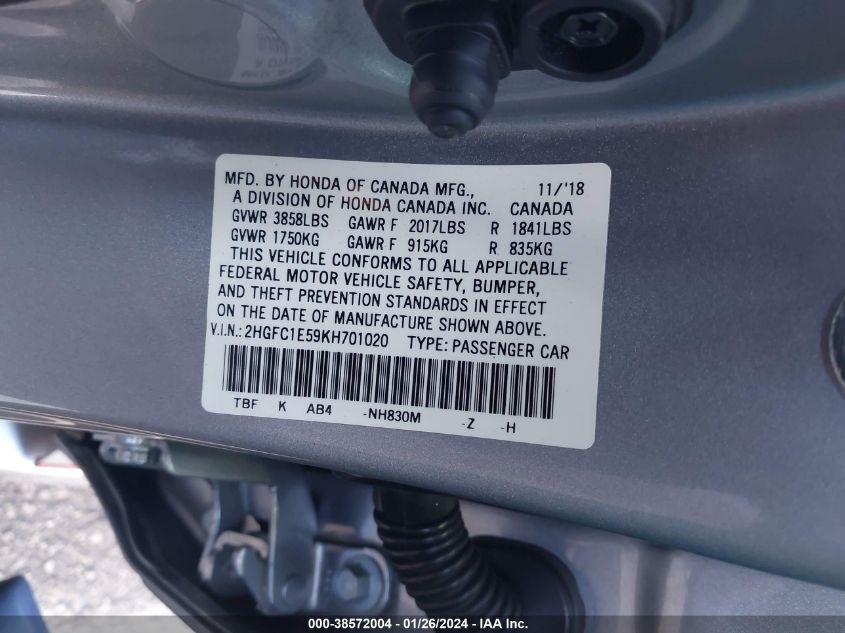 MFD. BY HONDA OF CANADA MFG., 11/'18
A DIVISION OF HONDA CANADA INC. CANADA
GVWR 3858LBS GAWR F 2017LBS R 1841LBS
GVWR 1750KG GAWR F 915KG R 835KG
THIS VEHICLE CONFORMS TO ALL APPLICABLE
FEDERAL MOTOR VEHICLE SAFETY, BUMPER,
AND THEFT PREVENTION STANDARDS IN EFFECT
ON THE DATE OF MANUFACTURE SHOWN ABOVE.
V.I.N.: 2HGFC1E59KH701020 TYPE: PASSENGER CAR
TBF K AB4 -NH830M -Z -H
000-38572004 - 01/26/2024 - IAA Inc.